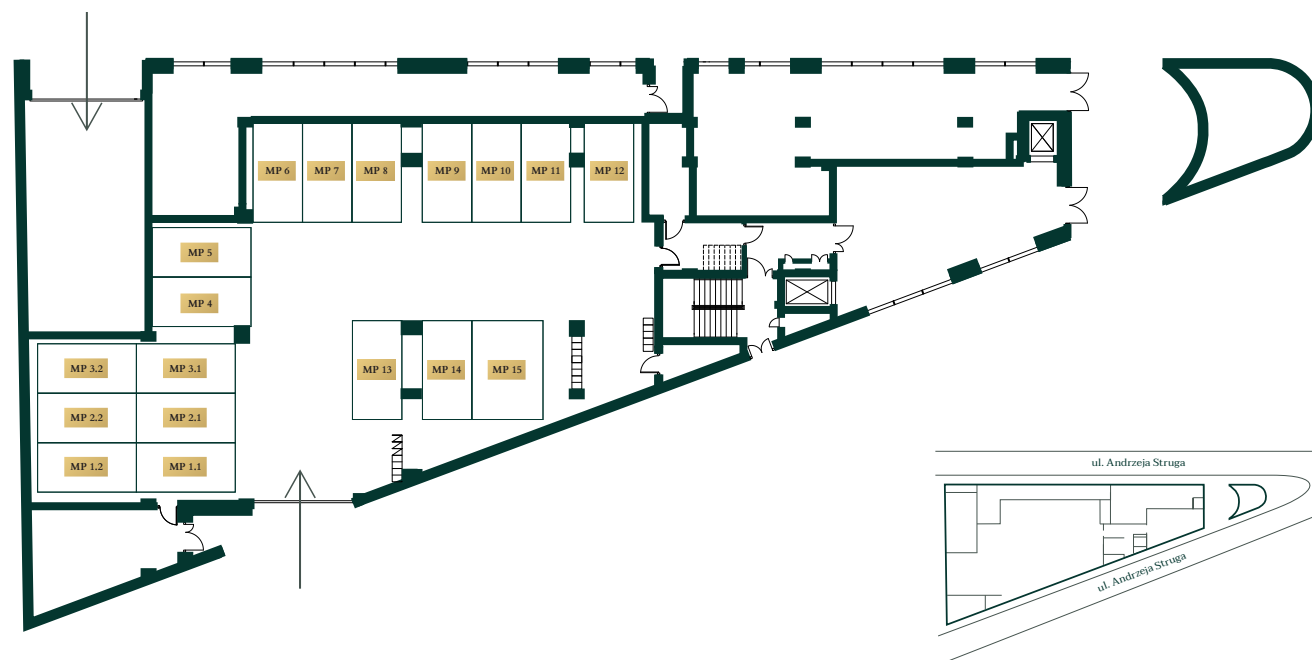 MP 6
MP 7
MP 8
MP 9
MP 10
MP 11
MP 12
MP 5
MP 4
MP 3.2
MP 3.1
MP 13
MP 14
MP 15
MP 2.2
MP 2.1
MP 1.2
MP 1.1
ul. Andrzeja Struga
ul. Andrzeja Struga